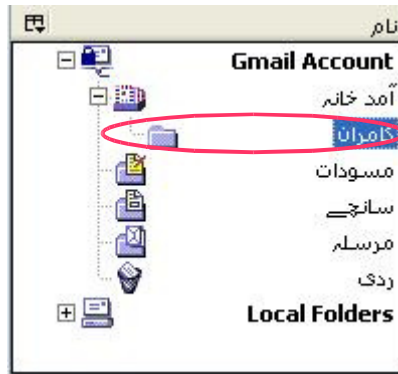 نام
Gmail Account
آمد خانہ
کامران
مسودات
سانچے
مرسلہ
ردی
Local Folders